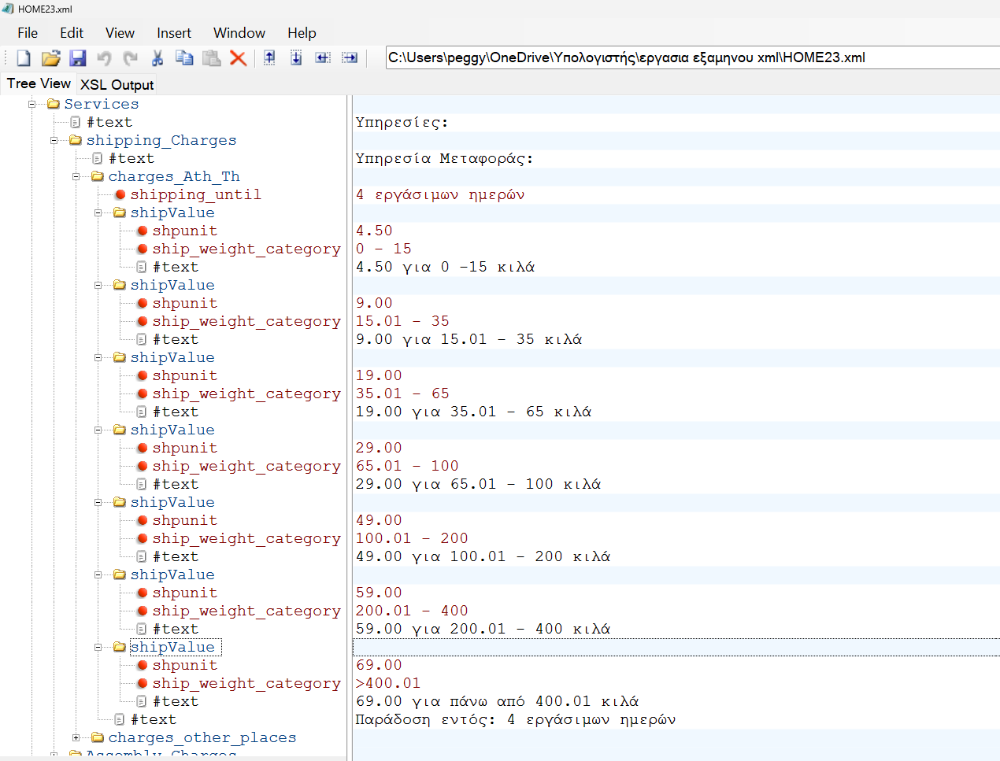 HOME23.xml
File Edit View Insert Window Help
C:\Users\peggy\OneDrive\Υπολογιστής\εργασια εξαμηνου xml\HOME23.xml
Tree View XSL Output
Services
#text Υπηρεσίες:
shipping_Charges
#text Υπηρεσία Μεταφοράς:
charges_Ath_Th
shipping_until 4 εργάσιμων ημερών
shipValue
shpunit 4.50
ship_weight_category 0 - 15
#text 4.50 για 0 -15 κιλά
shipValue
shpunit 9.00
ship_weight_category 15.01 - 35
#text 9.00 για 15.01 - 35 κιλά
shipValue
shpunit 19.00
ship_weight_category 35.01 - 65
#text 19.00 για 35.01 - 65 κιλά
shipValue
shpunit 29.00
ship_weight_category 65.01 - 100
#text 29.00 για 65.01 - 100 κιλά
shipValue
shpunit 49.00
ship_weight_category 100.01 - 200
#text 49.00 για 100.01 - 200 κιλά
shipValue
shpunit 59.00
ship_weight_category 200.01 - 400
#text 59.00 για 200.01 - 400 κιλά
shipValue
shpunit 69.00
ship_weight_category >400.01
#text 69.00 για πάνω από 400.01 κιλά
#text Παράδοση εντός: 4 εργάσιμων ημερών
charges_other_places
Assembly_Charges